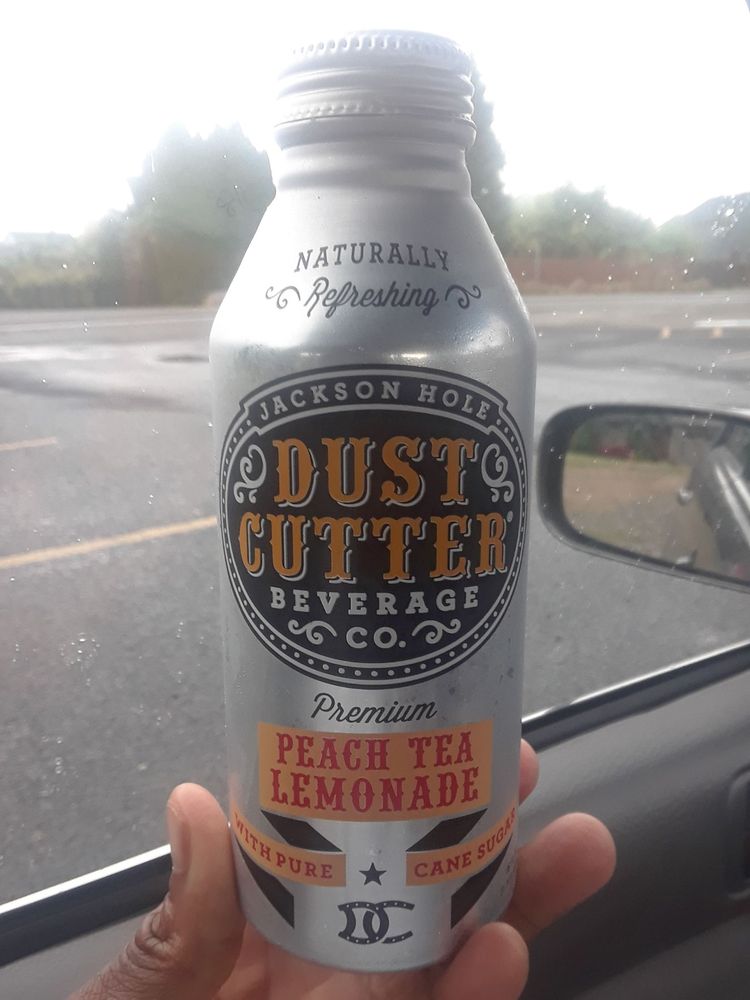 NATURALLY
Refreshing
JACKSON HOLE
DUST
CUTTER®
BEVERAGE
CO.
Premium
PEACH TEA
LEMONADE
WITH PURE ★ CANE SUGAR
DC